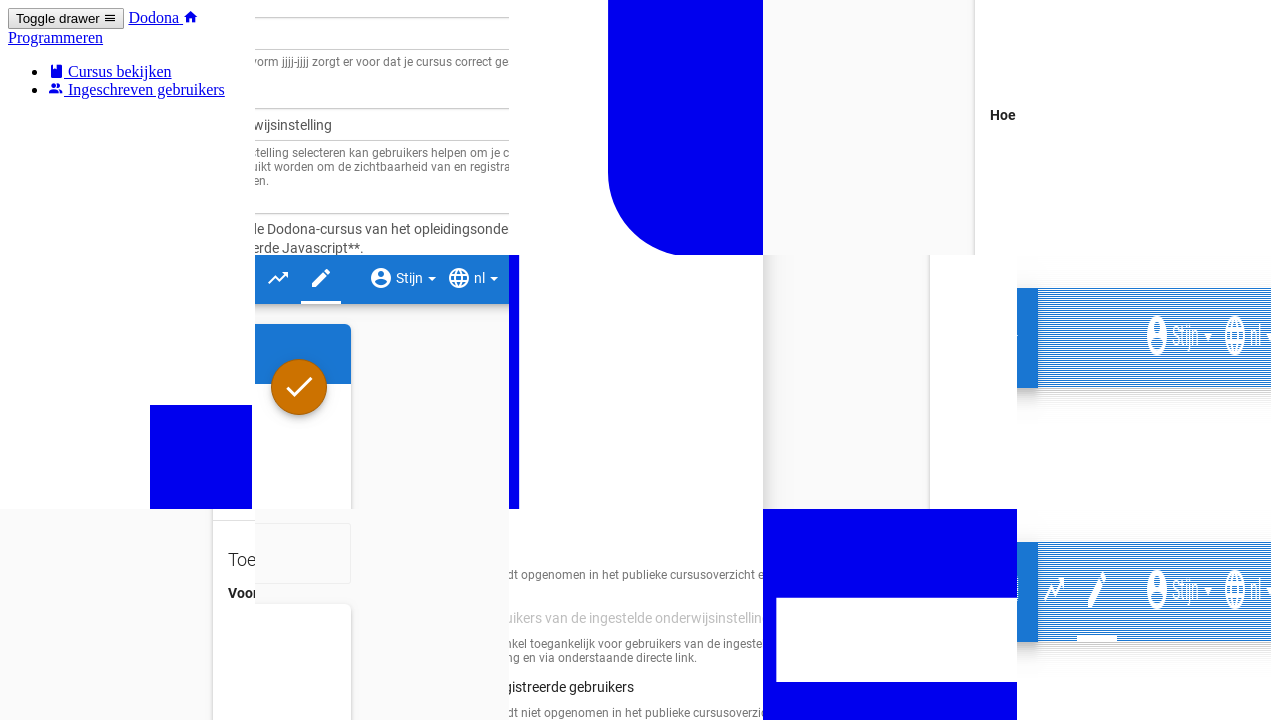 Toggle drawer Dodona
Programmeren
Cursus bekijken
Ingeschreven gebruikers
vorm jjjj-jjjj zorgt er voor dat je cursus correct ge
wijsinstelling
stelling selecteren kan gebruikers helpen om je c
uikt worden om de zichtbaarheid van en registra
en.
de Dodona-cursus van het opleidingsonde
erde Javascript**.
Hoe
Stijn nl
Stijn nl
Toe
Voor
dt opgenomen in het publieke cursusoverzicht e
uikers van de ingestelde onderwijsinstellin
nkel toegankelijk voor gebruikers van de ingeste
ng en via onderstaande directe link.
gistreerde gebruikers
dt niet opgenomen in het publieke cursusoverzic
Stijn nl